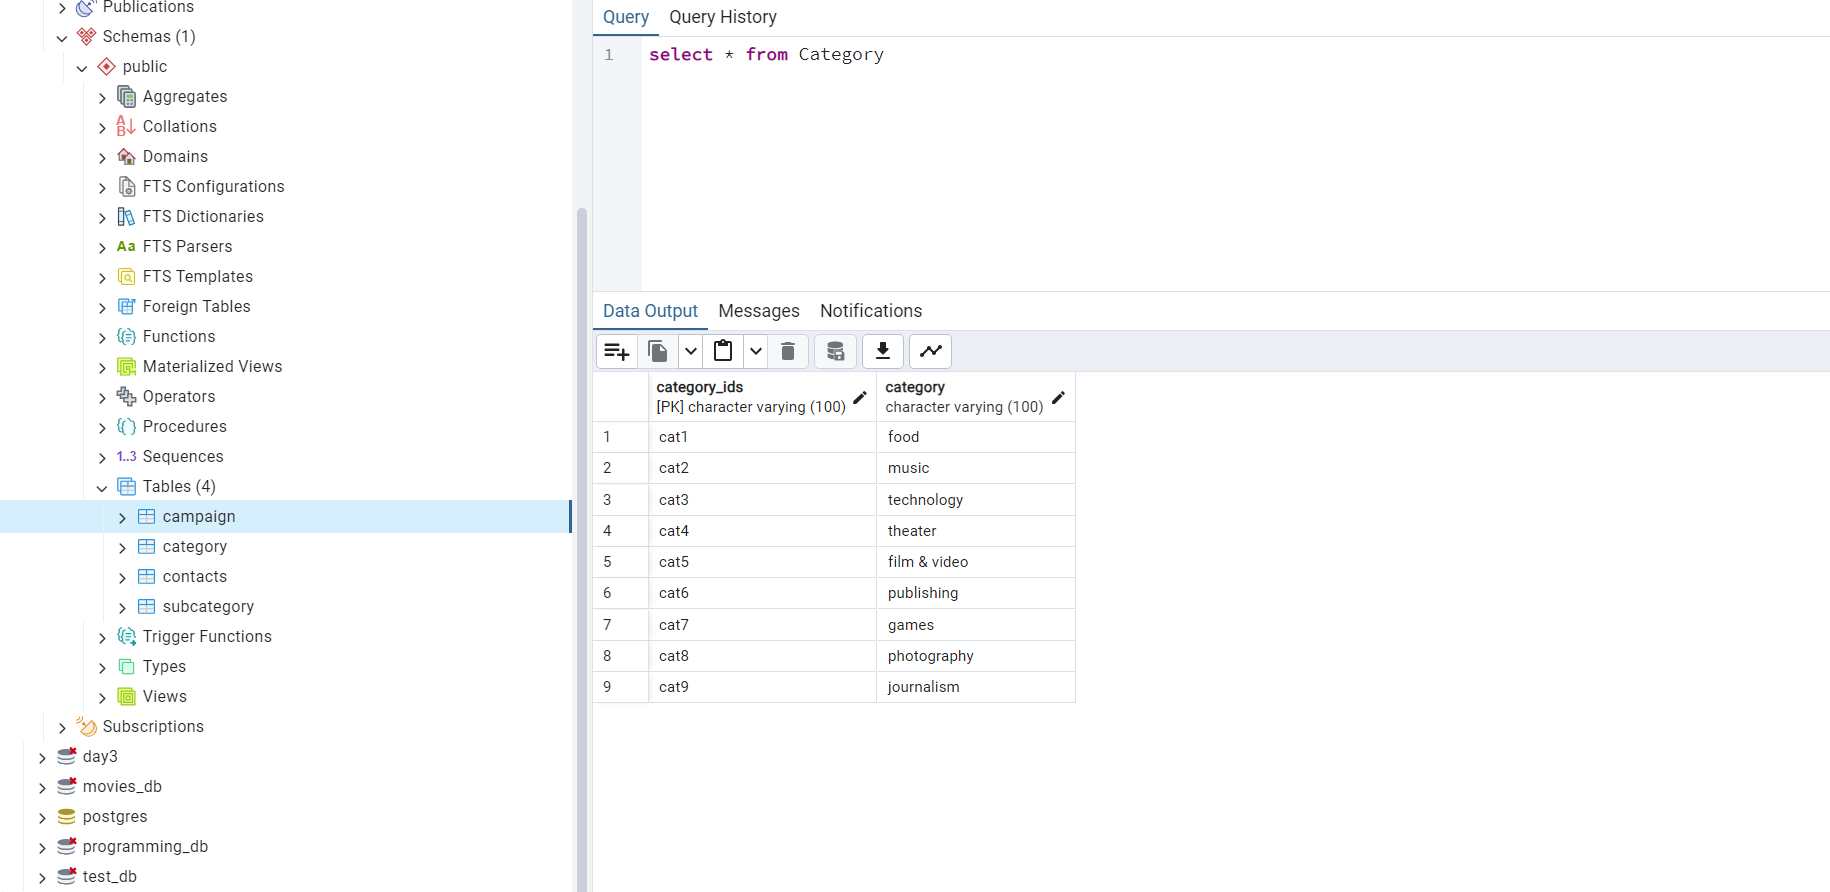 Publications
Schemas (1)
public
Aggregates
Collations
Domains
FTS Configurations
FTS Dictionaries
Aa FTS Parsers
FTS Templates
Foreign Tables
Functions
Materialized Views
Operators
Procedures
1..3 Sequences
Tables (4)
campaign
category
contacts
subcategory
Trigger Functions
Types
Views
Subscriptions
day3
movies_db
postgres
programming_db
test_db
Query Query History
1 select * from Category
Data Output Messages Notifications
category_ids category
[PK] character varying (100) character varying (100)
1 cat1 food
2 cat2 music
3 cat3 technology
4 cat4 theater
5 cat5 film & video
6 cat6 publishing
7 cat7 games
8 cat8 photography
9 cat9 journalism